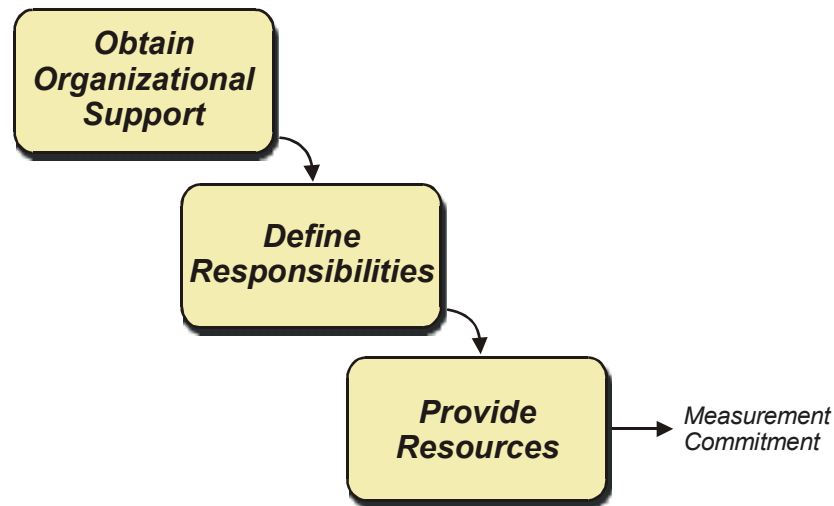 Obtain
Organizational
Support
Define
Responsibilities
Provide
Resources
Measurement
Commitment